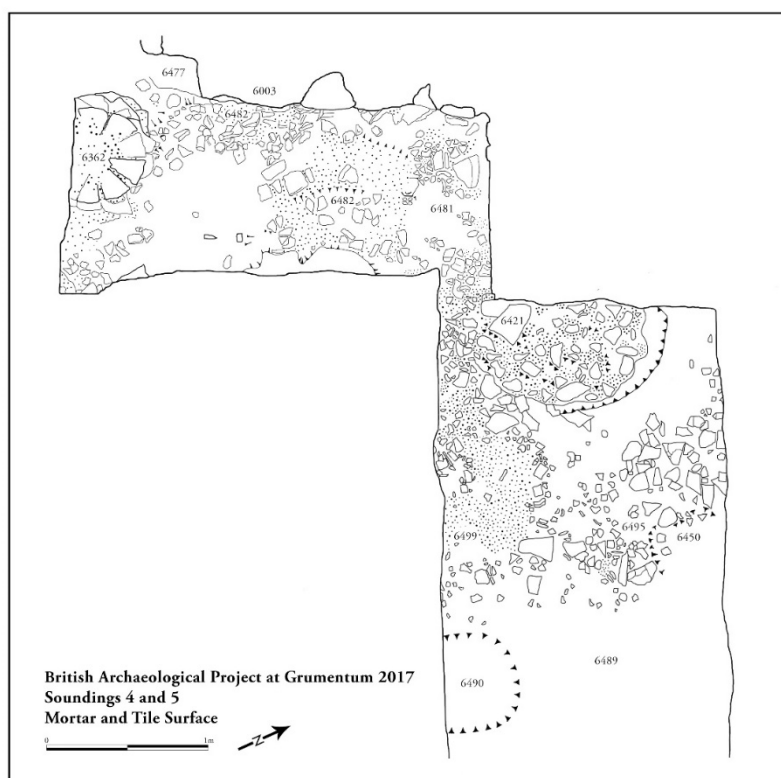 6477
6003
6482
6362
6482
6481
6421
6495
6450
6499
6489
6490
British Archaeological Project at Grumentum 2017
Soundings 4 and 5
Mortar and Tile Surface
0 1m
N